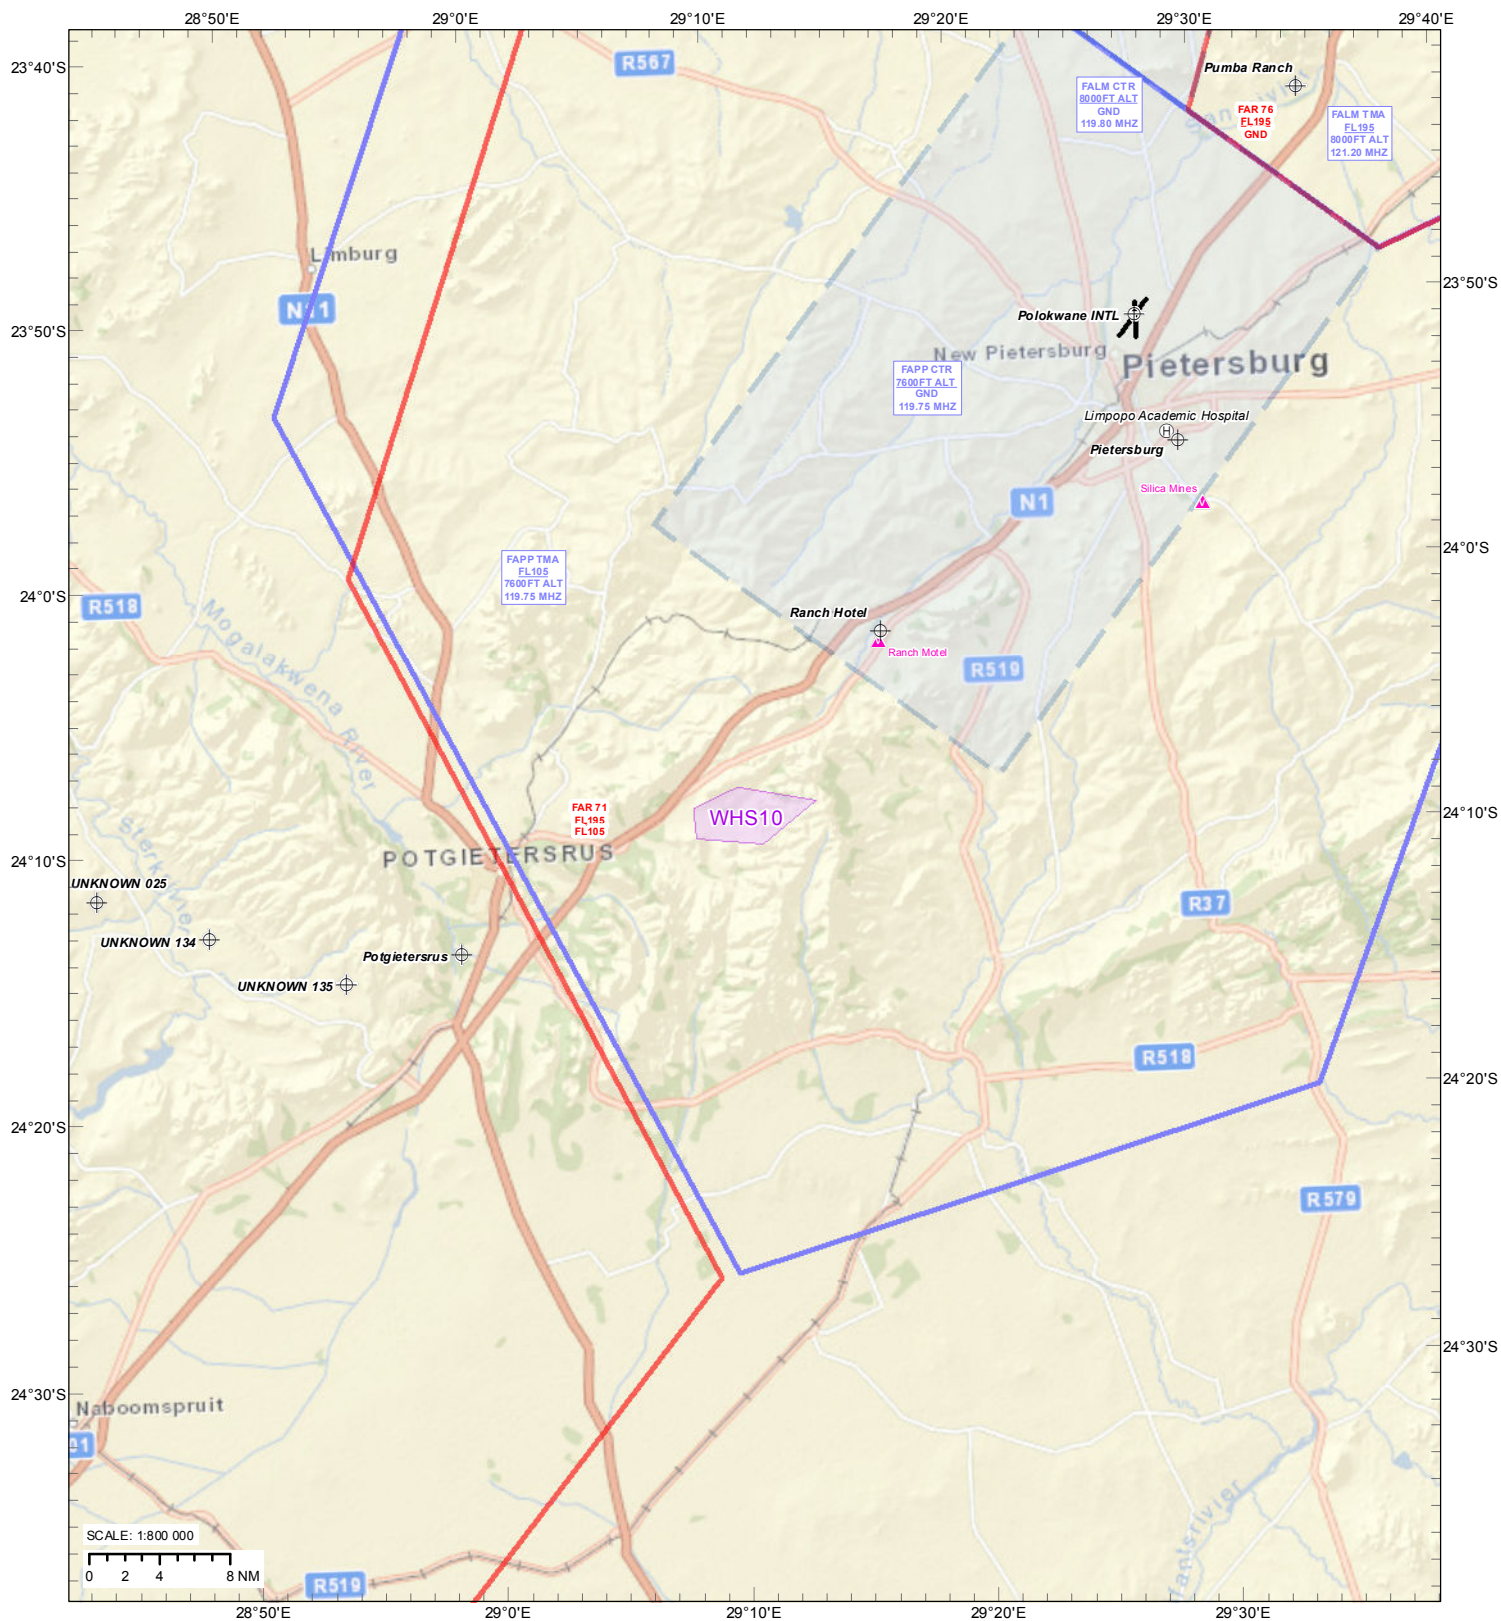 28°50'E
29°0'E
29°10'E
29°20'E
29°30'E
29°40'E
23°40'S
R567
Pumba Ranch
FALM CTR
8000FT ALT
GND
119.80 MHZ
FAR 76
FL195
GND
FALM TMA
FL195
8000FT ALT
121.20 MHZ
Limburg
N11
23°50'S
23°50'S
Polokwane INTL
New Pietersburg
Pietersburg
FAPP CTR
7600FT ALT
GND
119.75 MHZ
Limpopo Academic Hospital
H
Pietersburg
Silica Mines
N1
24°0'S
FAPP TMA
FL105
7600FT ALT
119.75 MHZ
24°0'S
R518
Mogalakwena River
Ranch Hotel
Ranch Motel
R519
24°10'S
FAR 71
FL195
FL105
WHS10
Sterkrivier
POTGIETERSRUS
24°10'S
UNKNOWN 025
R37
UNKNOWN 134
Potgietersrus
UNKNOWN 135
R518
24°20'S
24°20'S
R579
24°30'S
24°30'S
Naboomspruit
SCALE: 1:800 000
0 2 4 8 NM
R519
28°50'E
29°0'E
29°10'E
29°20'E
29°30'E